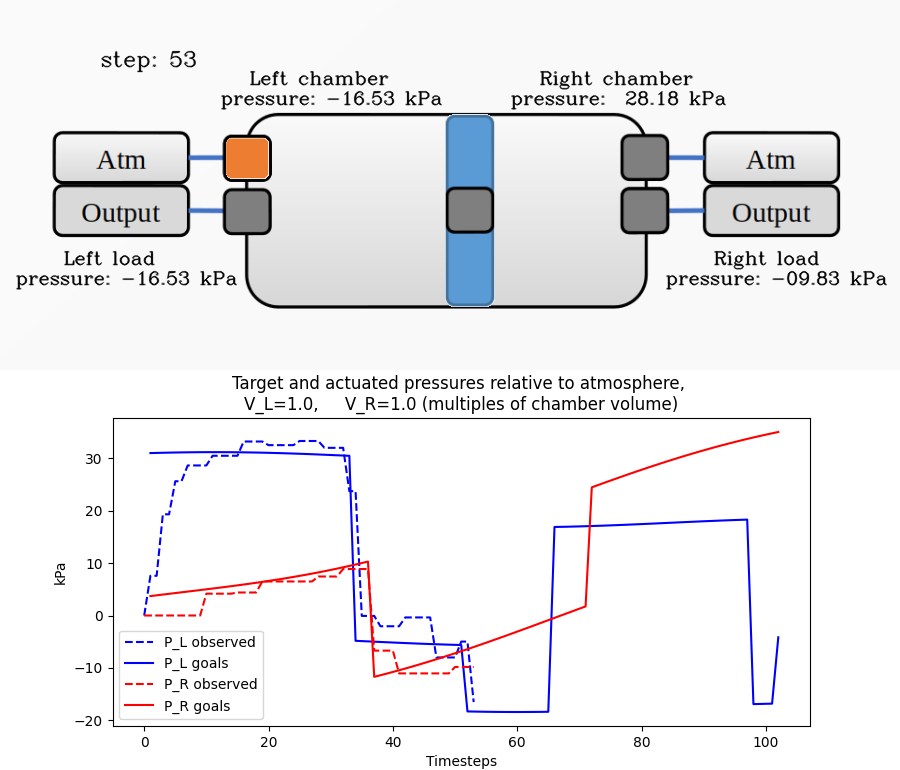 step: 53
Left chamber
pressure: −16.53 kPa
Right chamber
pressure:  28.18 kPa
Atm
Output
Atm
Output
Left load
pressure: −16.53 kPa
Right load
pressure: −09.83 kPa
Target and actuated pressures relative to atmosphere,
V_L=1.0,     V_R=1.0 (multiples of chamber volume)
kPa
30
20
10
0
−10
−20
P_L observed
P_L goals
P_R observed
P_R goals
0 20 40 60 80 100
Timesteps